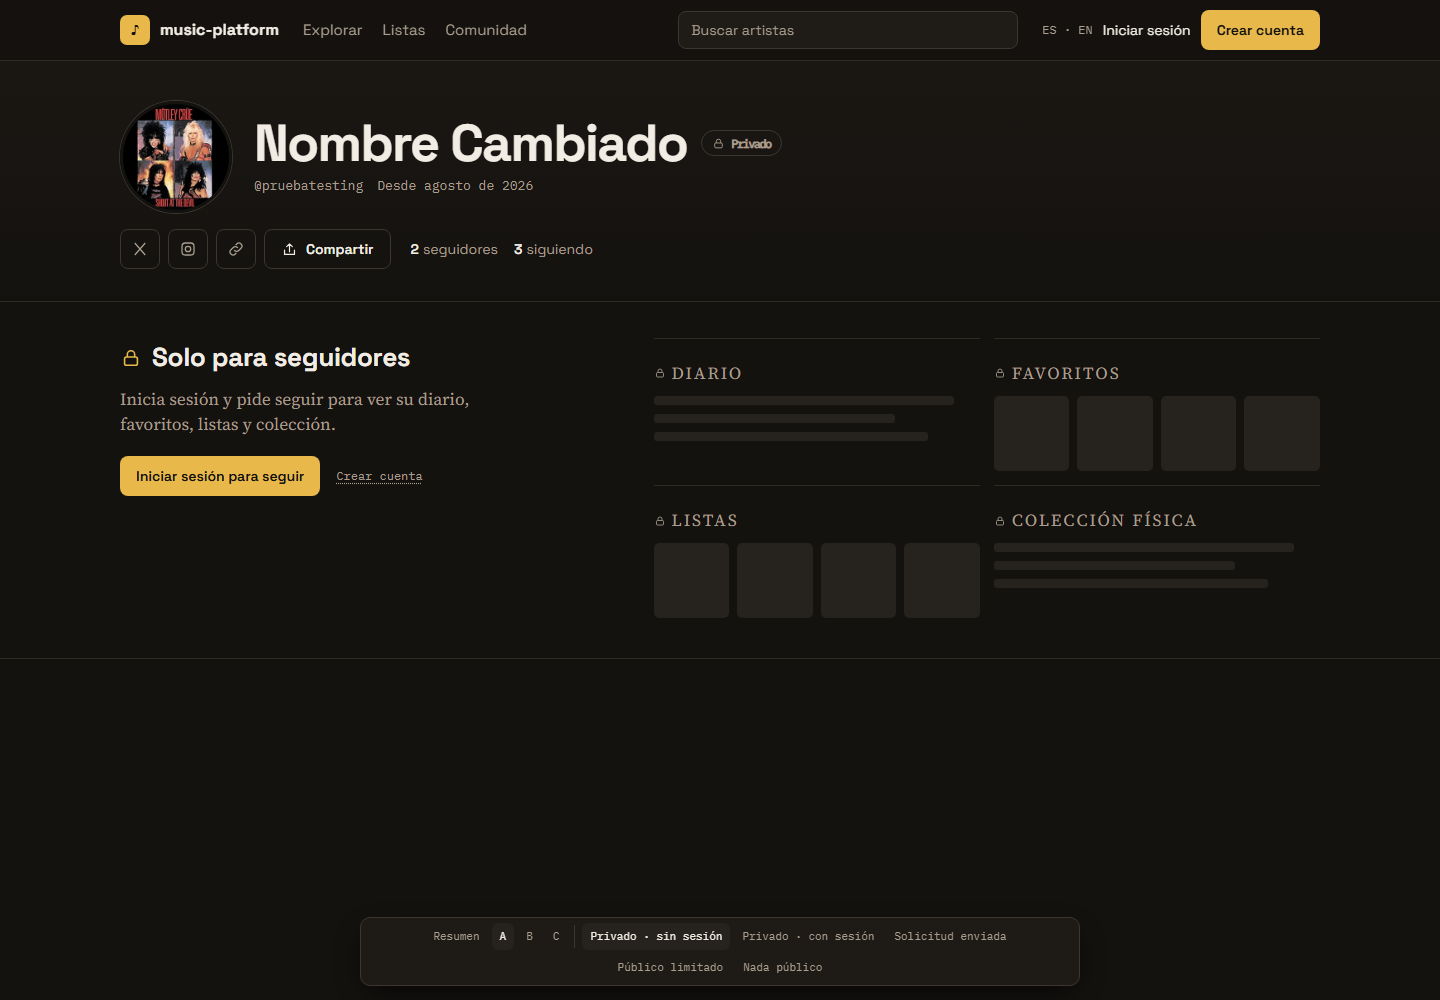 ♪ music-platform Explorar Listas Comunidad Buscar artistas ES · EN Iniciar sesión Crear cuenta
MÖTLEY CRÜE
SHOUT AT THE DEVIL
Nombre Cambiado Privado
@pruebatesting Desde agosto de 2026
Compartir 2 seguidores 3 siguiendo
Solo para seguidores
Inicia sesión y pide seguir para ver su diario,
favoritos, listas y colección.
Iniciar sesión para seguir Crear cuenta
DIARIO
FAVORITOS
LISTAS
COLECCIÓN FÍSICA
Resumen A B C Privado · sin sesión Privado · con sesión Solicitud enviada
Público limitado Nada público